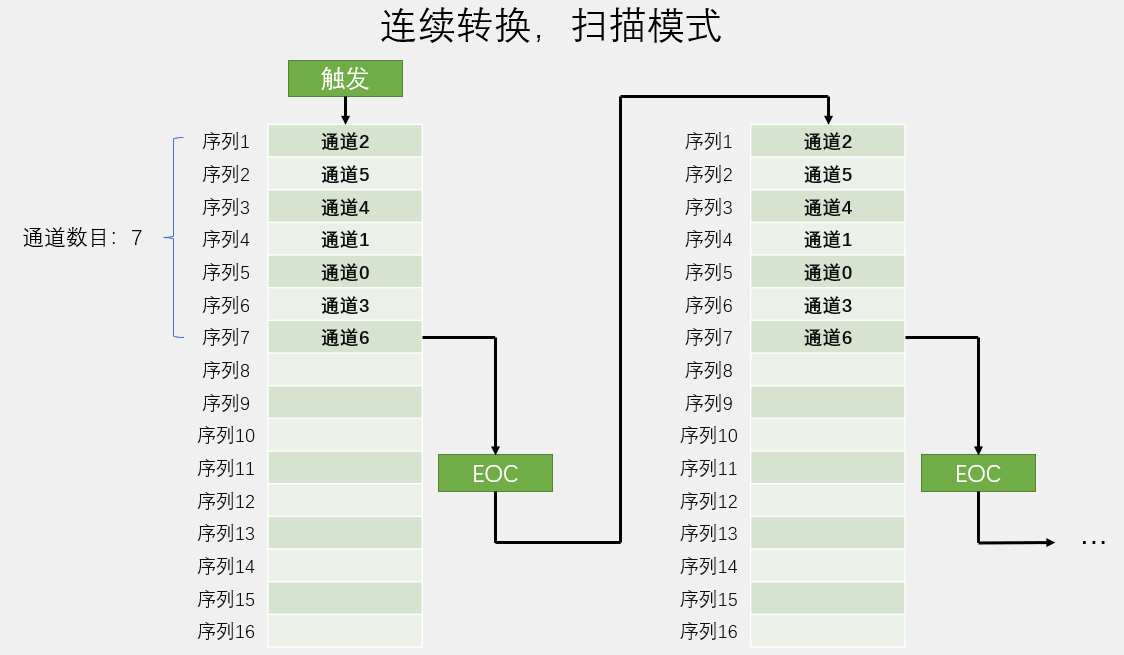 连续转换，扫描模式
触发
通道数目：7
序列1 通道2
序列2 通道5
序列3 通道4
序列4 通道1
序列5 通道0
序列6 通道3
序列7 通道6
序列8
序列9
序列10
序列11
序列12
序列13
序列14
序列15
序列16
EOC
序列1 通道2
序列2 通道5
序列3 通道4
序列4 通道1
序列5 通道0
序列6 通道3
序列7 通道6
序列8
序列9
序列10
序列11
序列12
序列13
序列14
序列15
序列16
EOC
...